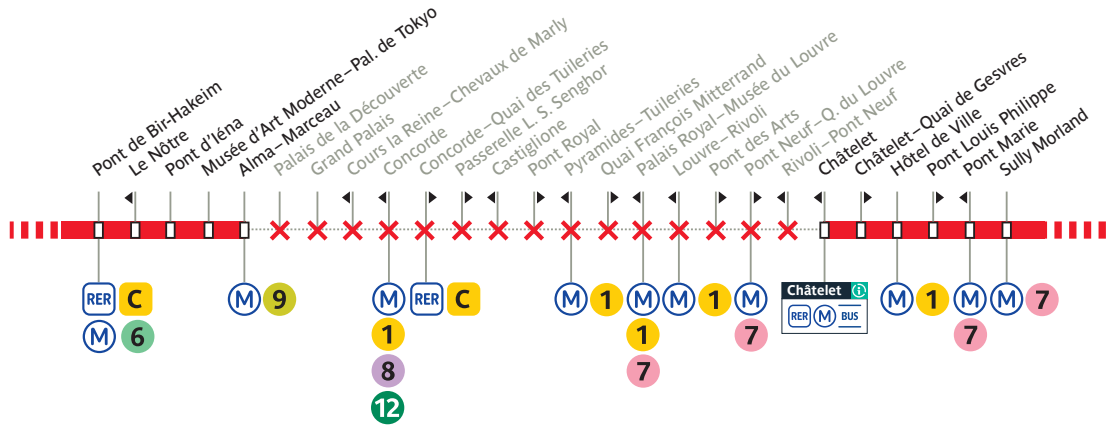 Pont de Bir-Hakeim
Le Nôtre
Pont d'Iéna
Musée d'Art Moderne–Pal. de Tokyo
Alma–Marceau
Palais de la Découverte
Grand Palais
Cours la Reine–Chevaux de Marly
Concorde
Concorde–Quai des Tuileries
Passerelle L. S. Senghor
Castiglione
Pont Royal
Pyramides–Tuileries
Quai François Mitterrand
Palais Royal–Musée du Louvre
Louvre–Rivoli
Pont des Arts
Pont Neuf–Q. du Louvre
Rivoli–Pont Neuf
Châtelet
Châtelet–Quai de Gesvres
Hôtel de Ville
Pont Louis Philippe
Pont Marie
Sully Morland
RER C
M 6
M 9
M
1
8
12
RER C
M 1
M
1
7
M 1
M
7
Châtelet i
RER M BUS
M 1
M
7
M 7